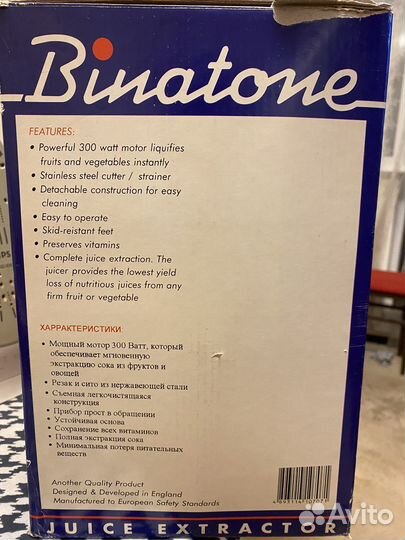 Binatone
FEATURES:
• Powerful 300 watt motor liquifies
fruits and vegetables instantly
• Stainless steel cutter / strainer
• Detachable construction for easy
cleaning
• Easy to operate
• Skid-reistant feet
• Preserves vitamins
• Complete juice extraction. The
juicer provides the lowest yield
loss of nutritious juices from any
firm fruit or vegetable
ХАРРАКТЕРИСТИКИ:
• Мощный мотор 300 Ватт, который
обеспечивает мгновенную
экстракцию сока из фруктов и
овощей
• Резак и сито из нержавеющей стали
• Съемная легкочистящаяся
конструкция
• Прибор прост в обращении
• Устойчивая основа
• Сохранение всех витаминов
• Полная экстракция сока
• Минимальная потеря питательных
веществ
Another Quality Product
Designed & Developed in England
Manufactured to European Safety Standards
JUICE EXTRACTOR
Avito